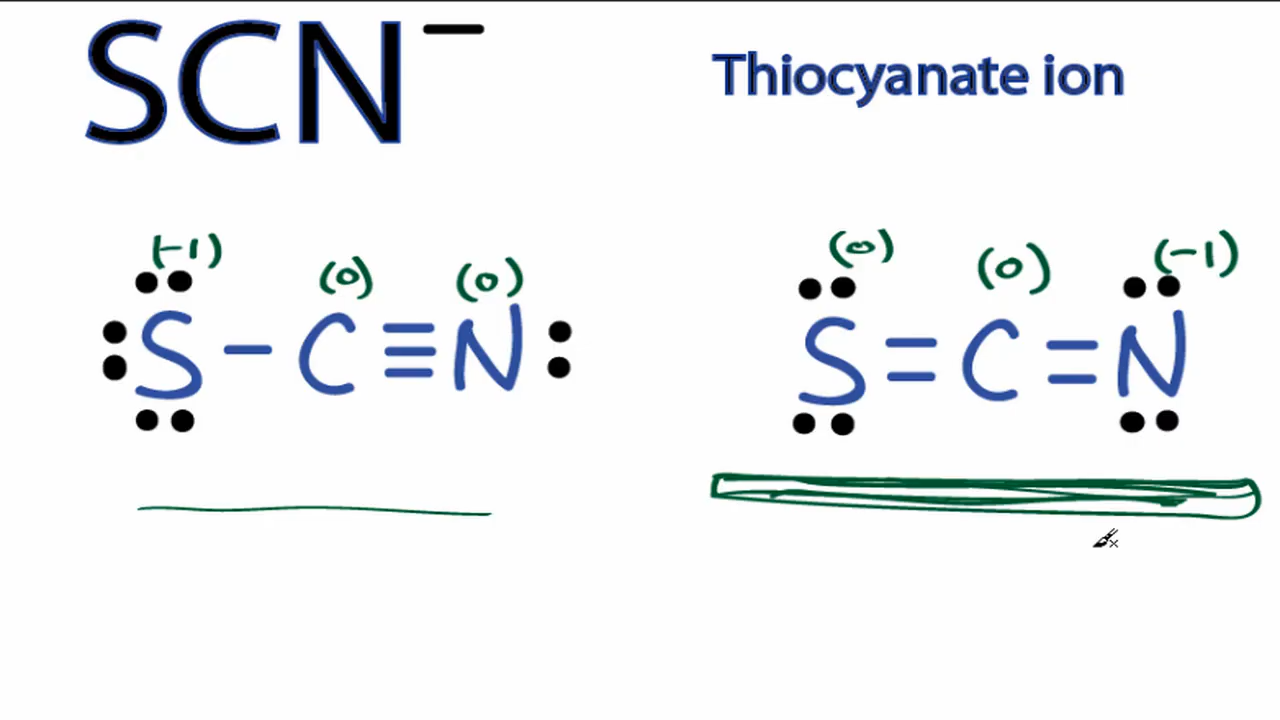 SCN⁻
Thiocyanate ion
(-1) (0) (0)
S - C ≡ N
(0) (0) (-1)
S = C = N